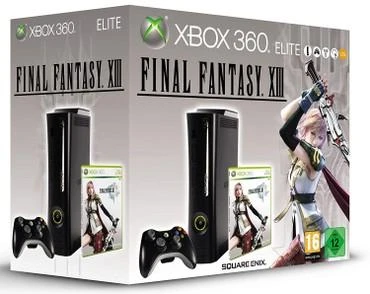 XBOX 360 ELITE
FINAL FANTASY XIII
XBOX 360. ELITE
FINAL FANTASY. XIII
SQUARE ENIX.
16
12